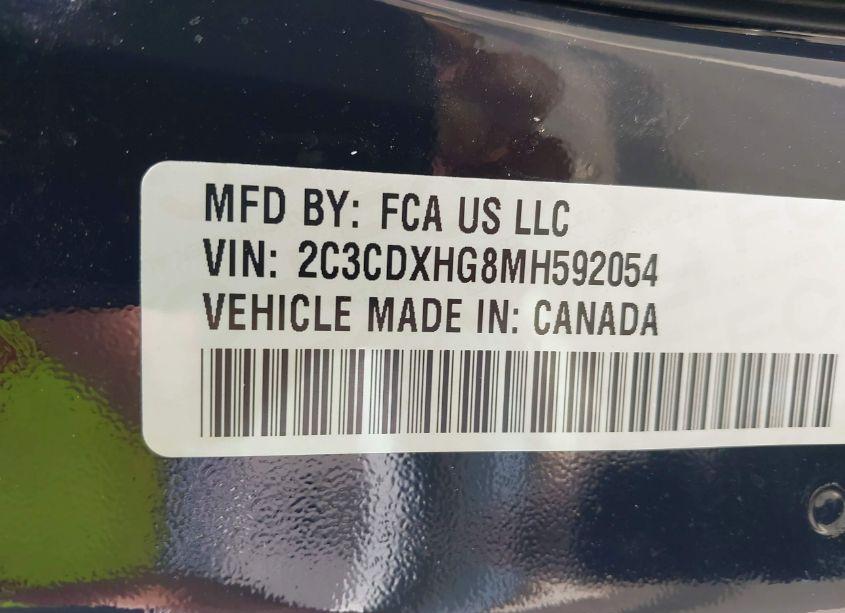 MFD BY: FCA US LLC
VIN: 2C3CDXHG8MH592054
VEHICLE MADE IN: CANADA